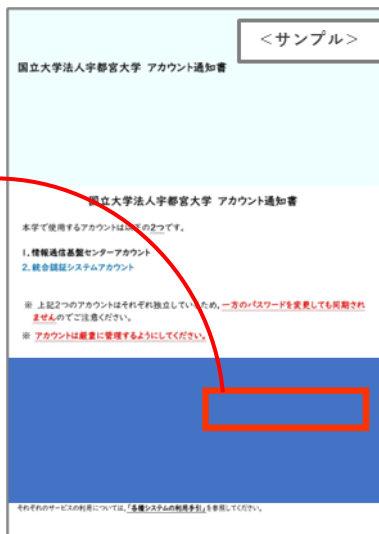 ＜サンプル＞
国立大学法人宇都宮大学 アカウント通知書
国立大学法人宇都宮大学 アカウント通知書
本学で使用するアカウントは以下の2つです。
1. 情報通信基盤センターアカウント
2. 統合認証システムアカウント
※ 上記2つのアカウントはそれぞれ独立しているため、一方のパスワードを変更しても同期され
ませんのでご注意ください。
※ アカウントは厳重に管理するようにしてください。
それぞれのサービスの利用については、「各種システムの利用手引」を参照してください。